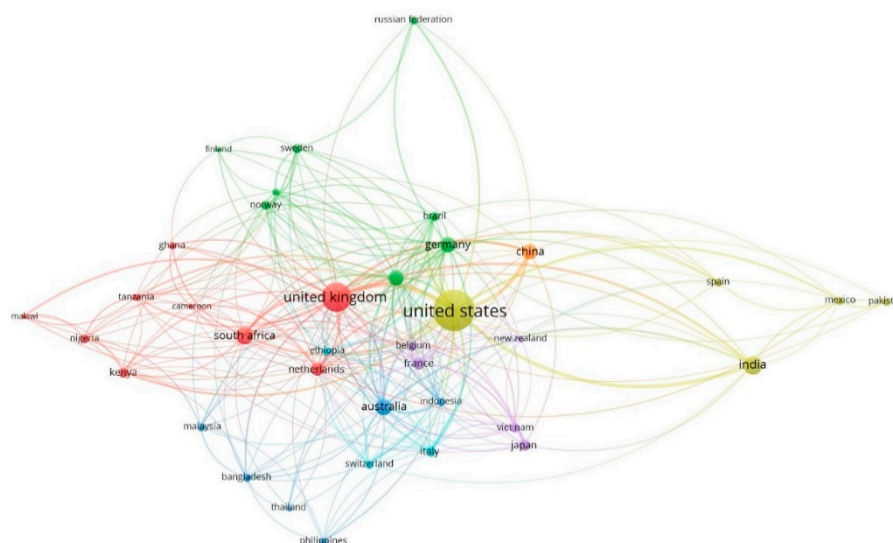 russian federation
finland
sweden
norway
brazil
ghana
germany
china
spain
tanzania
cameroon
united kingdom
united states
mexico
pakist
malawi
nigeria
south africa
ethiopia
belgium
new zealand
kenya
netherlands
france
india
australia
indonesia
malaysia
viet nam
japan
switzerland
italy
bangladesh
thailand
philippines